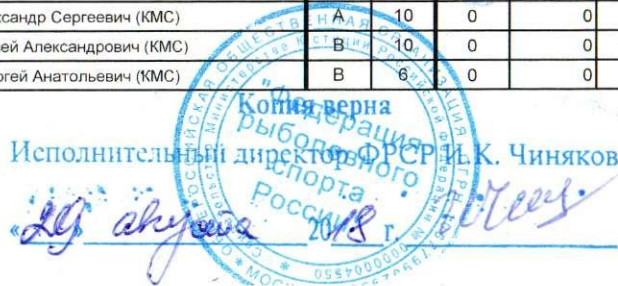 ксандр Сергеевич (КМС) А 10 0 0
ей Александрович (КМС) В 10 0 0
ргей Анатольевич (КМС) В 6 0 0
Копия верна
Исполнительный директор ФРСР И.К. Чиняков
«29» августа 2018 г.
"Федерация
рыболовного
спорта
России"